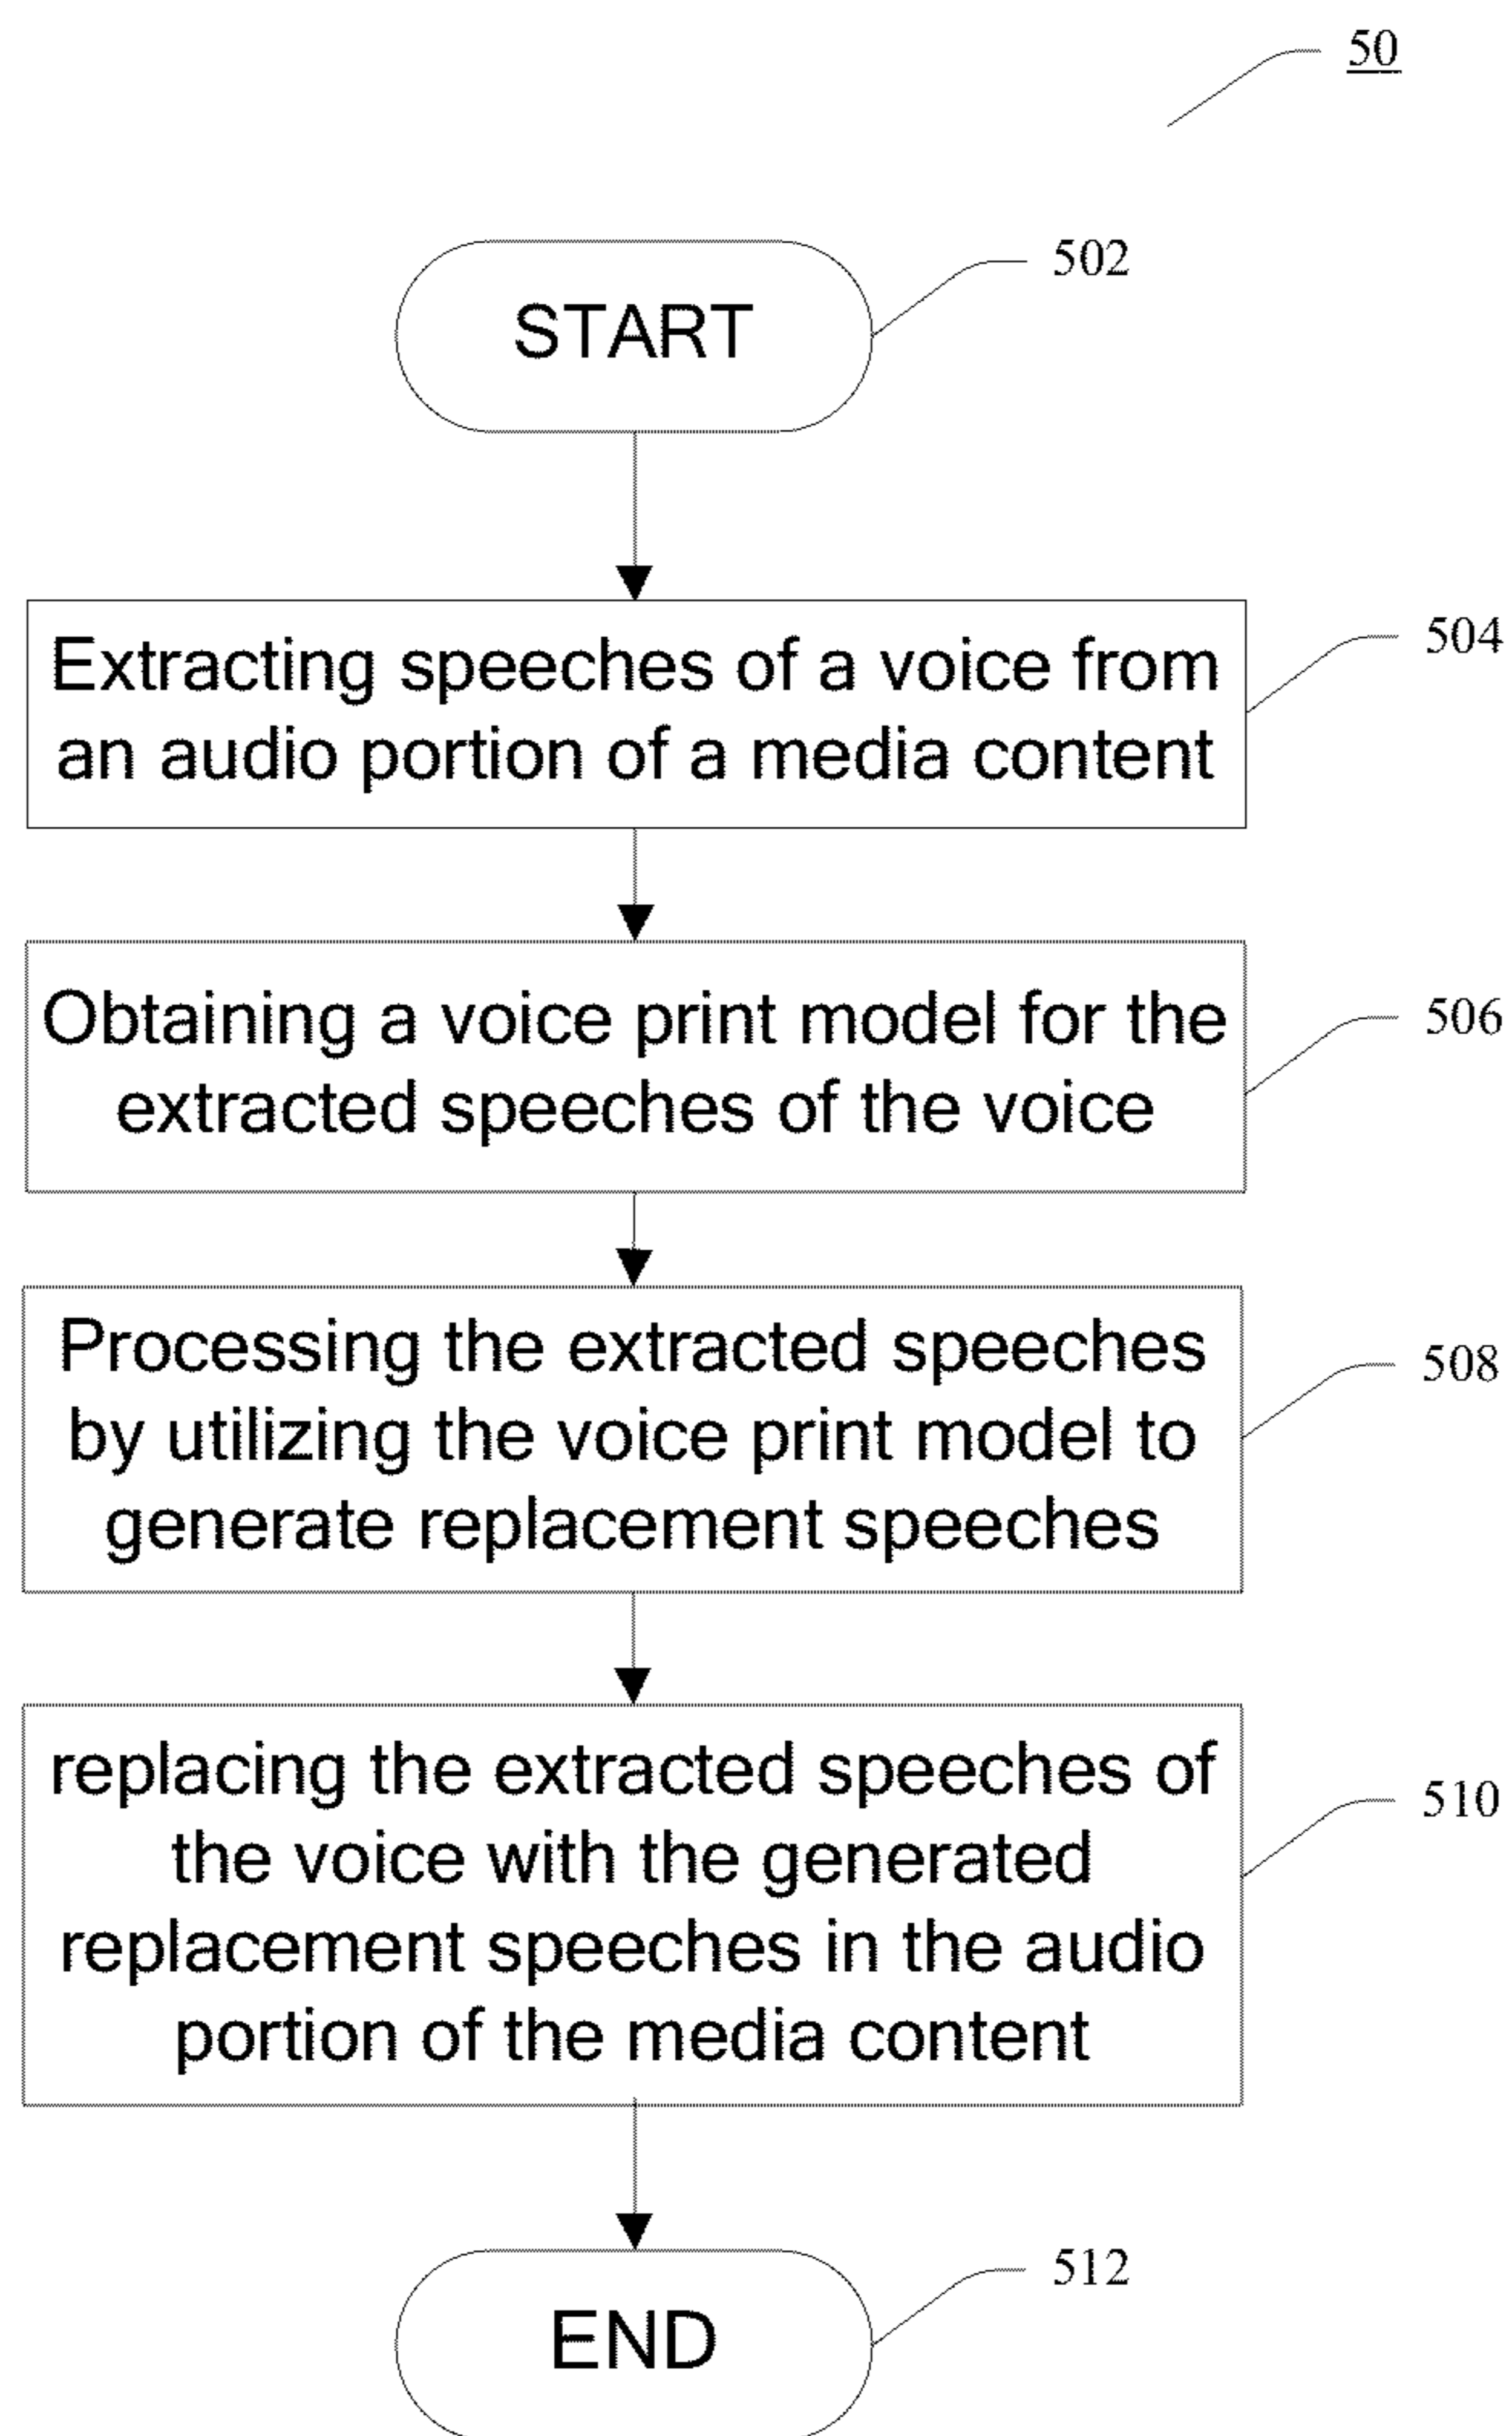 50
START
502
Extracting speeches of a voice from
an audio portion of a media content
504
Obtaining a voice print model for the
extracted speeches of the voice
506
Processing the extracted speeches
by utilizing the voice print model to
generate replacement speeches
508
replacing the extracted speeches of
the voice with the generated
replacement speeches in the audio
portion of the media content
510
END
512